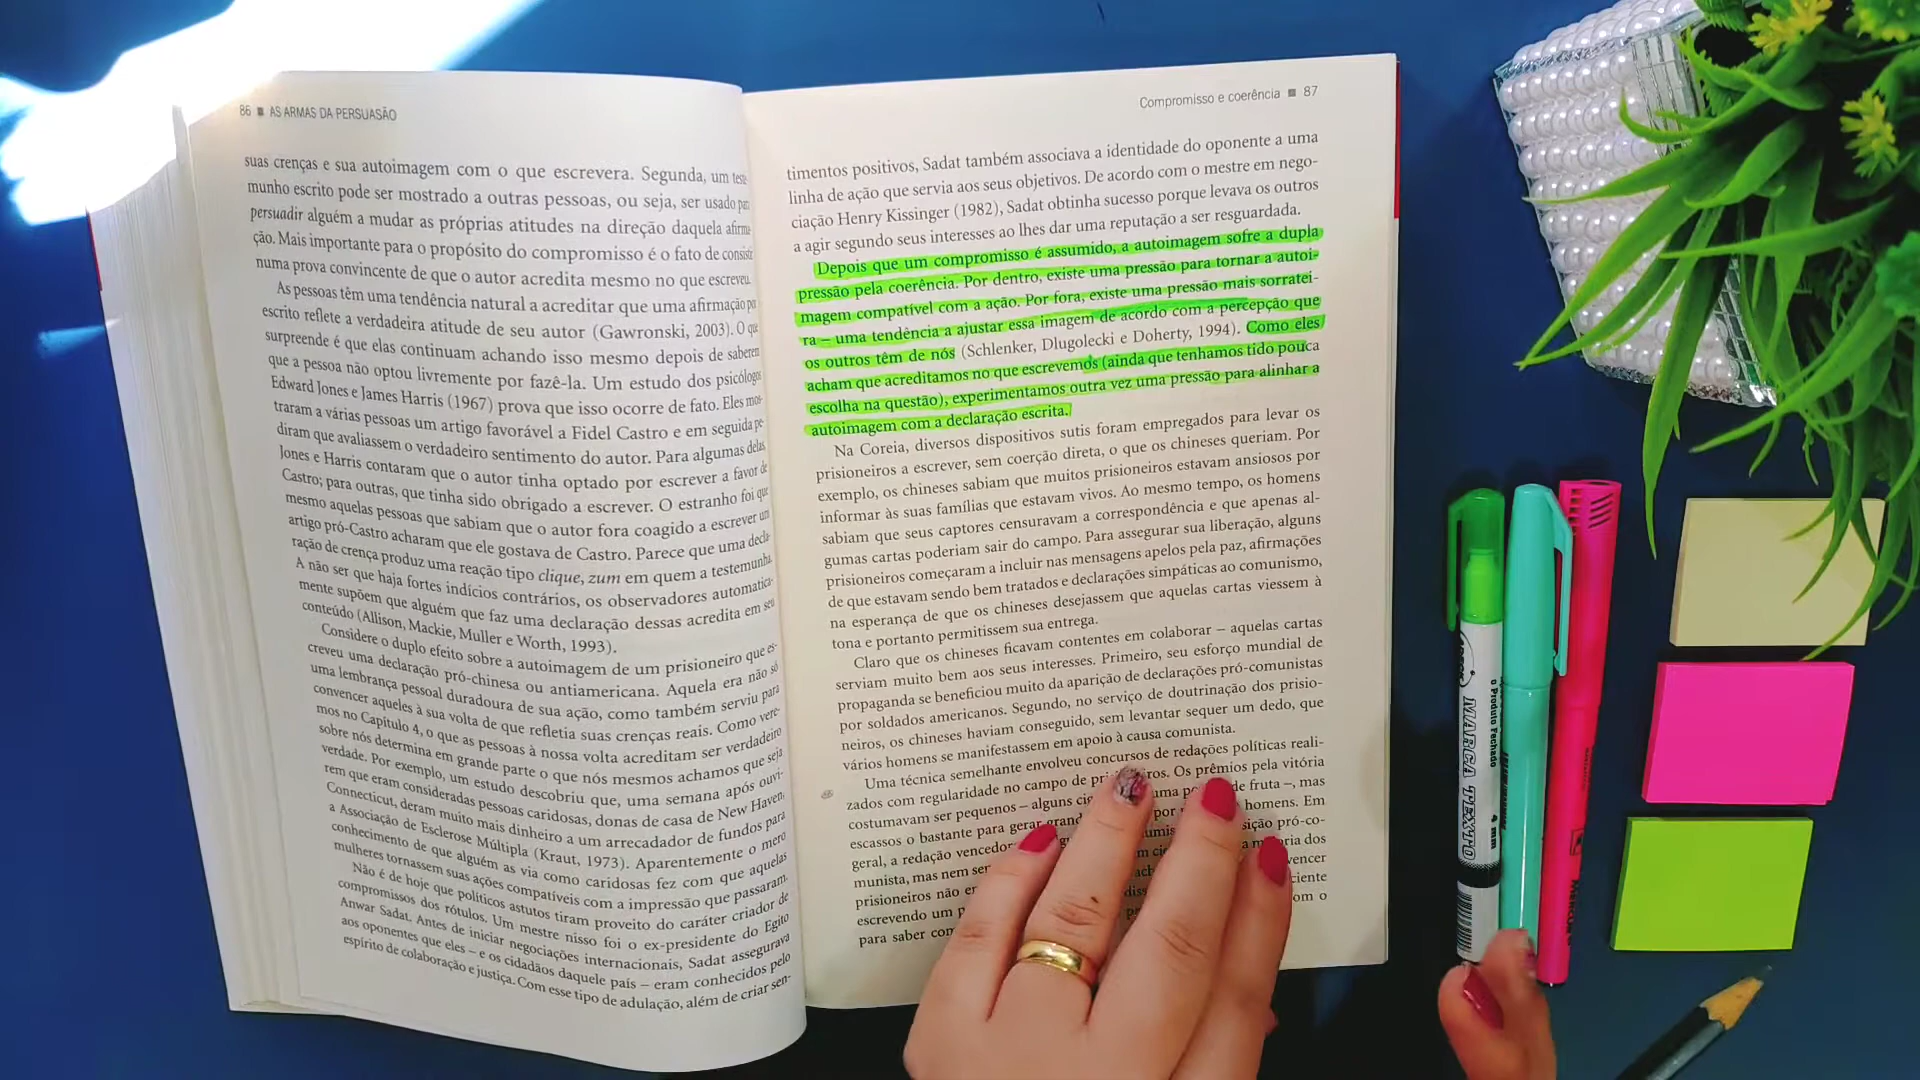 86 ■ AS ARMAS DA PERSUASÃO
suas crenças e sua autoimagem com o que escrevera. Segunda, um teste-
munho escrito pode ser mostrado a outras pessoas, ou seja, ser usado para
persuadir alguém a mudar as próprias atitudes na direção daquela afirma-
ção. Mais importante para o propósito do compromisso é o fato de consistir
numa prova convincente de que o autor acredita mesmo no que escreveu.
As pessoas têm uma tendência natural a acreditar que uma afirmação por
escrito reflete a verdadeira atitude de seu autor (Gawronski, 2003). O que
surpreende é que elas continuam achando isso mesmo depois de saberem
que a pessoa não optou livremente por fazê-la. Um estudo dos psicólogos
Edward Jones e James Harris (1967) prova que isso ocorre de fato. Eles mos-
traram a várias pessoas um artigo favorável a Fidel Castro e em seguida pe-
diram que avaliassem o verdadeiro sentimento do autor. Para algumas delas,
Jones e Harris contaram que o autor tinha optado por escrever a favor de
Castro; para outras, que tinha sido obrigado a escrever. O estranho foi que
mesmo aquelas pessoas que sabiam que o autor fora coagido a escrever um
artigo pró-Castro acharam que ele gostava de Castro. Parece que uma decla-
ração de crença produz uma reação tipo clique, zum em quem a testemunha.
A não ser que haja fortes indícios contrários, os observadores automatica-
mente supõem que alguém que faz uma declaração dessas acredita em seu
conteúdo (Allison, Mackie, Muller e Worth, 1993).
Considere o duplo efeito sobre a autoimagem de um prisioneiro que es-
creveu uma declaração pró-chinesa ou antiamericana. Aquela era não só
uma lembrança pessoal duradoura de sua ação, como também serviu para
convencer aqueles à sua volta de que refletia suas crenças reais. Como vere-
mos no Capítulo 4, o que as pessoas à nossa volta acreditam ser verdadeiro
sobre nós determina em grande parte o que nós mesmos achamos que seja
verdade. Por exemplo, um estudo descobriu que, uma semana após ouvi-
rem que eram consideradas pessoas caridosas, donas de casa de New Haven,
Connecticut, deram muito mais dinheiro a um arrecadador de fundos para
a Associação de Esclerose Múltipla (Kraut, 1973). Aparentemente o mero
conhecimento de que alguém as via como caridosas fez com que aquelas
mulheres tornassem suas ações compatíveis com a impressão que passaram.
Não é de hoje que políticos astutos tiram proveito do caráter criador de
compromissos dos rótulos. Um mestre nisso foi o ex-presidente do Egito
Anwar Sadat. Antes de iniciar negociações internacionais, Sadat assegurava
aos oponentes que eles – e os cidadãos daquele país – eram conhecidos pelo
espírito de colaboração e justiça. Com esse tipo de adulação, além de criar sen-
Compromisso e coerência ■ 87
timentos positivos, Sadat também associava a identidade do oponente a uma
linha de ação que servia aos seus objetivos. De acordo com o mestre em nego-
ciação Henry Kissinger (1982), Sadat obtinha sucesso porque levava os outros
a agir segundo seus interesses ao lhes dar uma reputação a ser resguardada.
Depois que um compromisso é assumido, a autoimagem sofre a dupla
pressão pela coerência. Por dentro, existe uma pressão para tornar a autoi-
magem compatível com a ação. Por fora, existe uma pressão mais sorratei-
ra – uma tendência a ajustar essa imagem de acordo com a percepção que
os outros têm de nós (Schlenker, Dlugolecki e Doherty, 1994). Como eles
acham que acreditamos no que escrevemos (ainda que tenhamos tido pouca
escolha na questão), experimentamos outra vez uma pressão para alinhar a
autoimagem com a declaração escrita.
Na Coreia, diversos dispositivos sutis foram empregados para levar os
prisioneiros a escrever, sem coerção direta, o que os chineses queriam. Por
exemplo, os chineses sabiam que muitos prisioneiros estavam ansiosos por
informar às suas famílias que estavam vivos. Ao mesmo tempo, os homens
sabiam que seus captores censuravam a correspondência e que apenas al-
gumas cartas poderiam sair do campo. Para assegurar sua liberação, alguns
prisioneiros começaram a incluir nas mensagens apelos pela paz, afirmações
de que estavam sendo bem tratados e declarações simpáticas ao comunismo,
na esperança de que os chineses desejassem que aquelas cartas viessem à
tona e portanto permitissem sua entrega.
Claro que os chineses ficavam contentes em colaborar – aquelas cartas
serviam muito bem aos seus interesses. Primeiro, seu esforço mundial de
propaganda se beneficiou muito da aparição de declarações pró-comunistas
por soldados americanos. Segundo, no serviço de doutrinação dos prisio-
neiros, os chineses haviam conseguido, sem levantar sequer um dedo, que
vários homens se manifestassem em apoio à causa comunista.
Uma técnica semelhante envolveu concursos de redações políticas reali-
zados com regularidade no campo de Os prêmios pela vitória
costumavam ser pequenos – alguns uma de fruta –, mas
escassos o bastante para gerar por homens. Em
geral, a redação pró-co-
munista, mas nem dos
prisioneiros não
escrevendo um om o
para saber
MARCA TEXTO
4 mm
o Produto Fechado